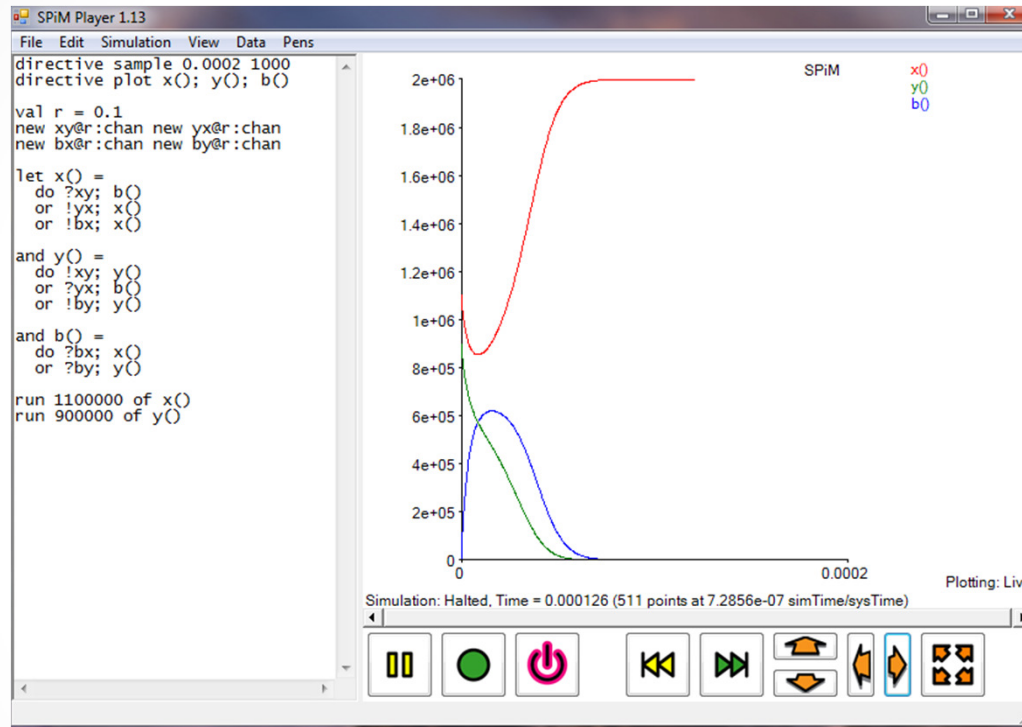 SPiM Player 1.13
File Edit Simulation View Data Pens
directive sample 0.0002 1000
directive plot x(); y(); b()
val r = 0.1
new xy@r:chan new yx@r:chan
new bx@r:chan new by@r:chan
let x() =
do ?xy; b()
or !yx; x()
or !bx; x()
and y() =
do !xy; y()
or ?yx; b()
or !by; y()
and b() =
do ?bx; x()
or ?by; y()
run 1100000 of x()
run 900000 of y()
SPiM
x()
y()
b()
2e+06
1.8e+06
1.6e+06
1.4e+06
1.2e+06
1e+06
8e+05
6e+05
4e+05
2e+05
0
0 0.0002
Plotting: Liv
Simulation: Halted, Time = 0.000126 (511 points at 7.2856e-07 simTime/sysTime)